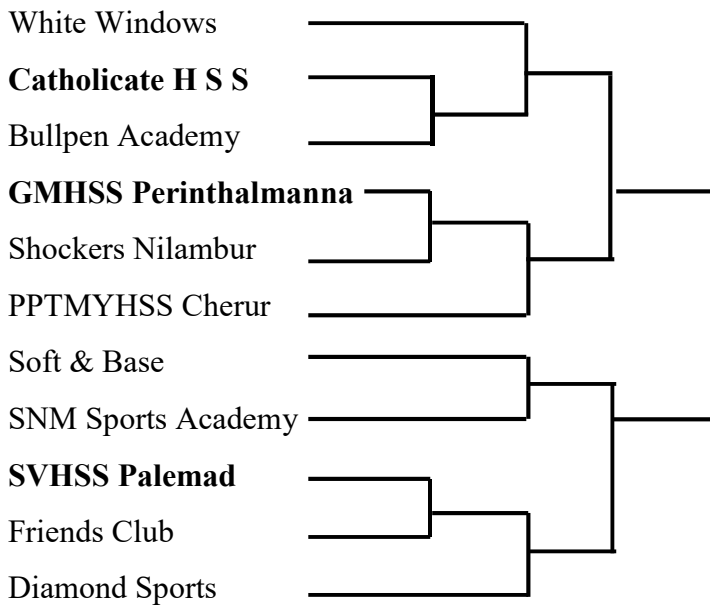 White Windows
Catholicate H S S
Bullpen Academy
GMHSS Perinthalmanna
Shockers Nilambur
PPTMYHSS Cherur
Soft & Base
SNM Sports Academy
SVHSS Palemad
Friends Club
Diamond Sports